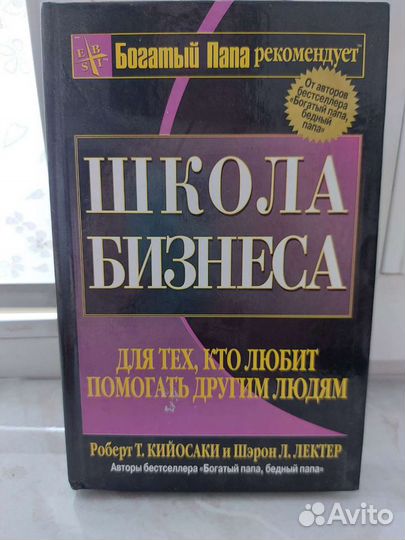 E B S I
Богатый Папа рекомендует
От авторов
бестселлера
«Богатый папа,
бедный
папа»
ШКОЛА
БИЗНЕСА
ДЛЯ ТЕХ, КТО ЛЮБИТ
ПОМОГАТЬ ДРУГИМ ЛЮДЯМ
Роберт Т. КИЙОСАКИ и Шэрон Л. ЛЕКТЕР
Авторы бестселлера «Богатый папа, бедный папа»
Avito